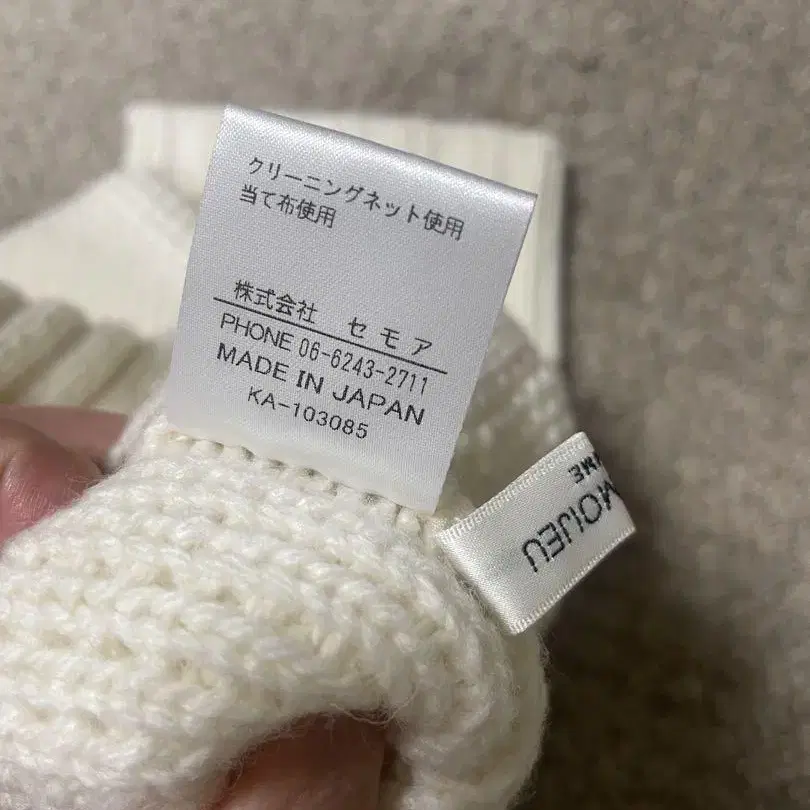 クリーニングネット使用
当て布使用
株式会社 セモア
PHONE 06-6243-2711
MADE IN JAPAN
KA-103085
MOIJEU